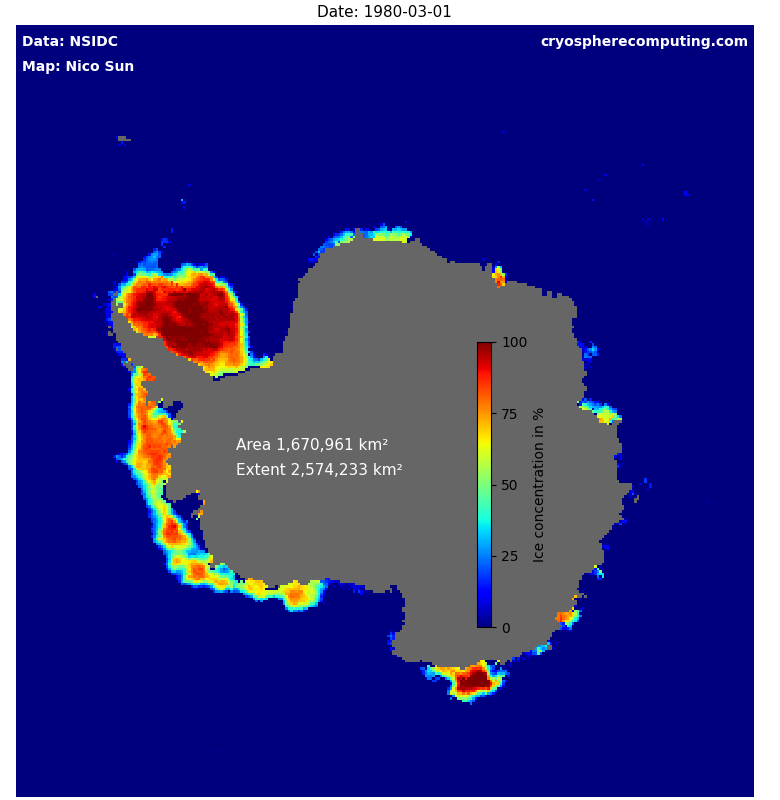 Date: 1980-03-01
Data: NSIDC
cryospherecomputing.com
Map: Nico Sun
100
75
50
25
0
Ice concentration in %
Area 1,670,961 km²
Extent 2,574,233 km²